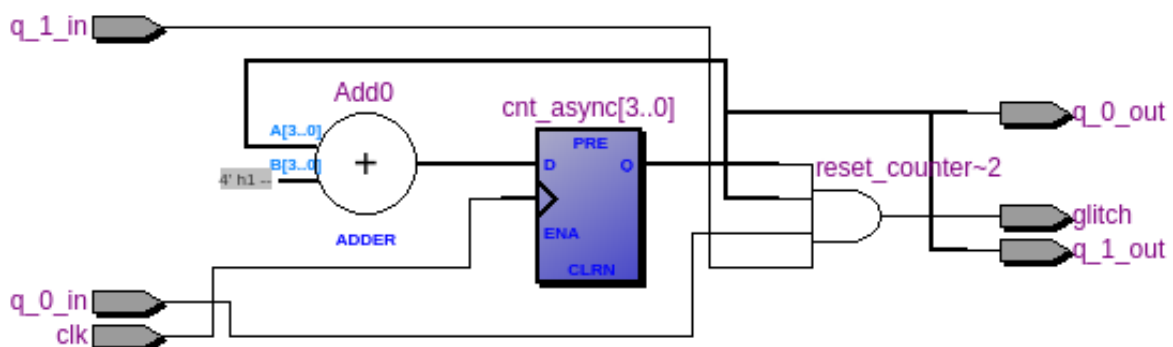 q_1_in
Add0
cnt_async[3..0]
A[3..0]
B[3..0]
4' h1 --
+
ADDER
PRE
D
Q
ENA
CLRN
reset_counter~2
q_0_out
glitch
q_1_out
q_0_in
clk